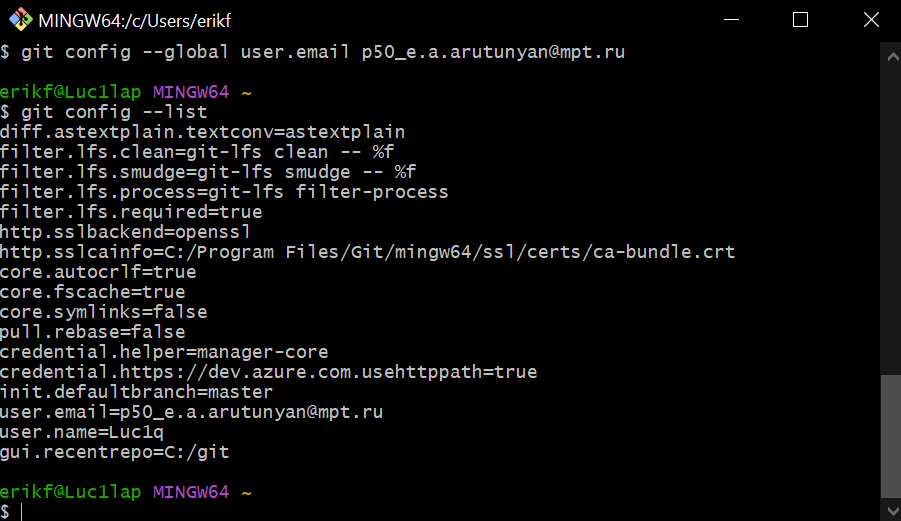 MINGW64:/c/Users/erikf
$ git config --global user.email p50_e.a.arutunyan@mpt.ru
erikf@Luc1lap MINGW64 ~
$ git config --list
diff.astextplain.textconv=astextplain
filter.lfs.clean=git-lfs clean -- %f
filter.lfs.smudge=git-lfs smudge -- %f
filter.lfs.process=git-lfs filter-process
filter.lfs.required=true
http.sslbackend=openssl
http.sslcainfo=C:/Program Files/Git/mingw64/ssl/certs/ca-bundle.crt
core.autocrlf=true
core.fscache=true
core.symlinks=false
pull.rebase=false
credential.helper=manager-core
credential.https://dev.azure.com.usehttppath=true
init.defaultbranch=master
user.email=p50_e.a.arutunyan@mpt.ru
user.name=Luc1q
gui.recentrepo=C:/git
erikf@Luc1lap MINGW64 ~
$